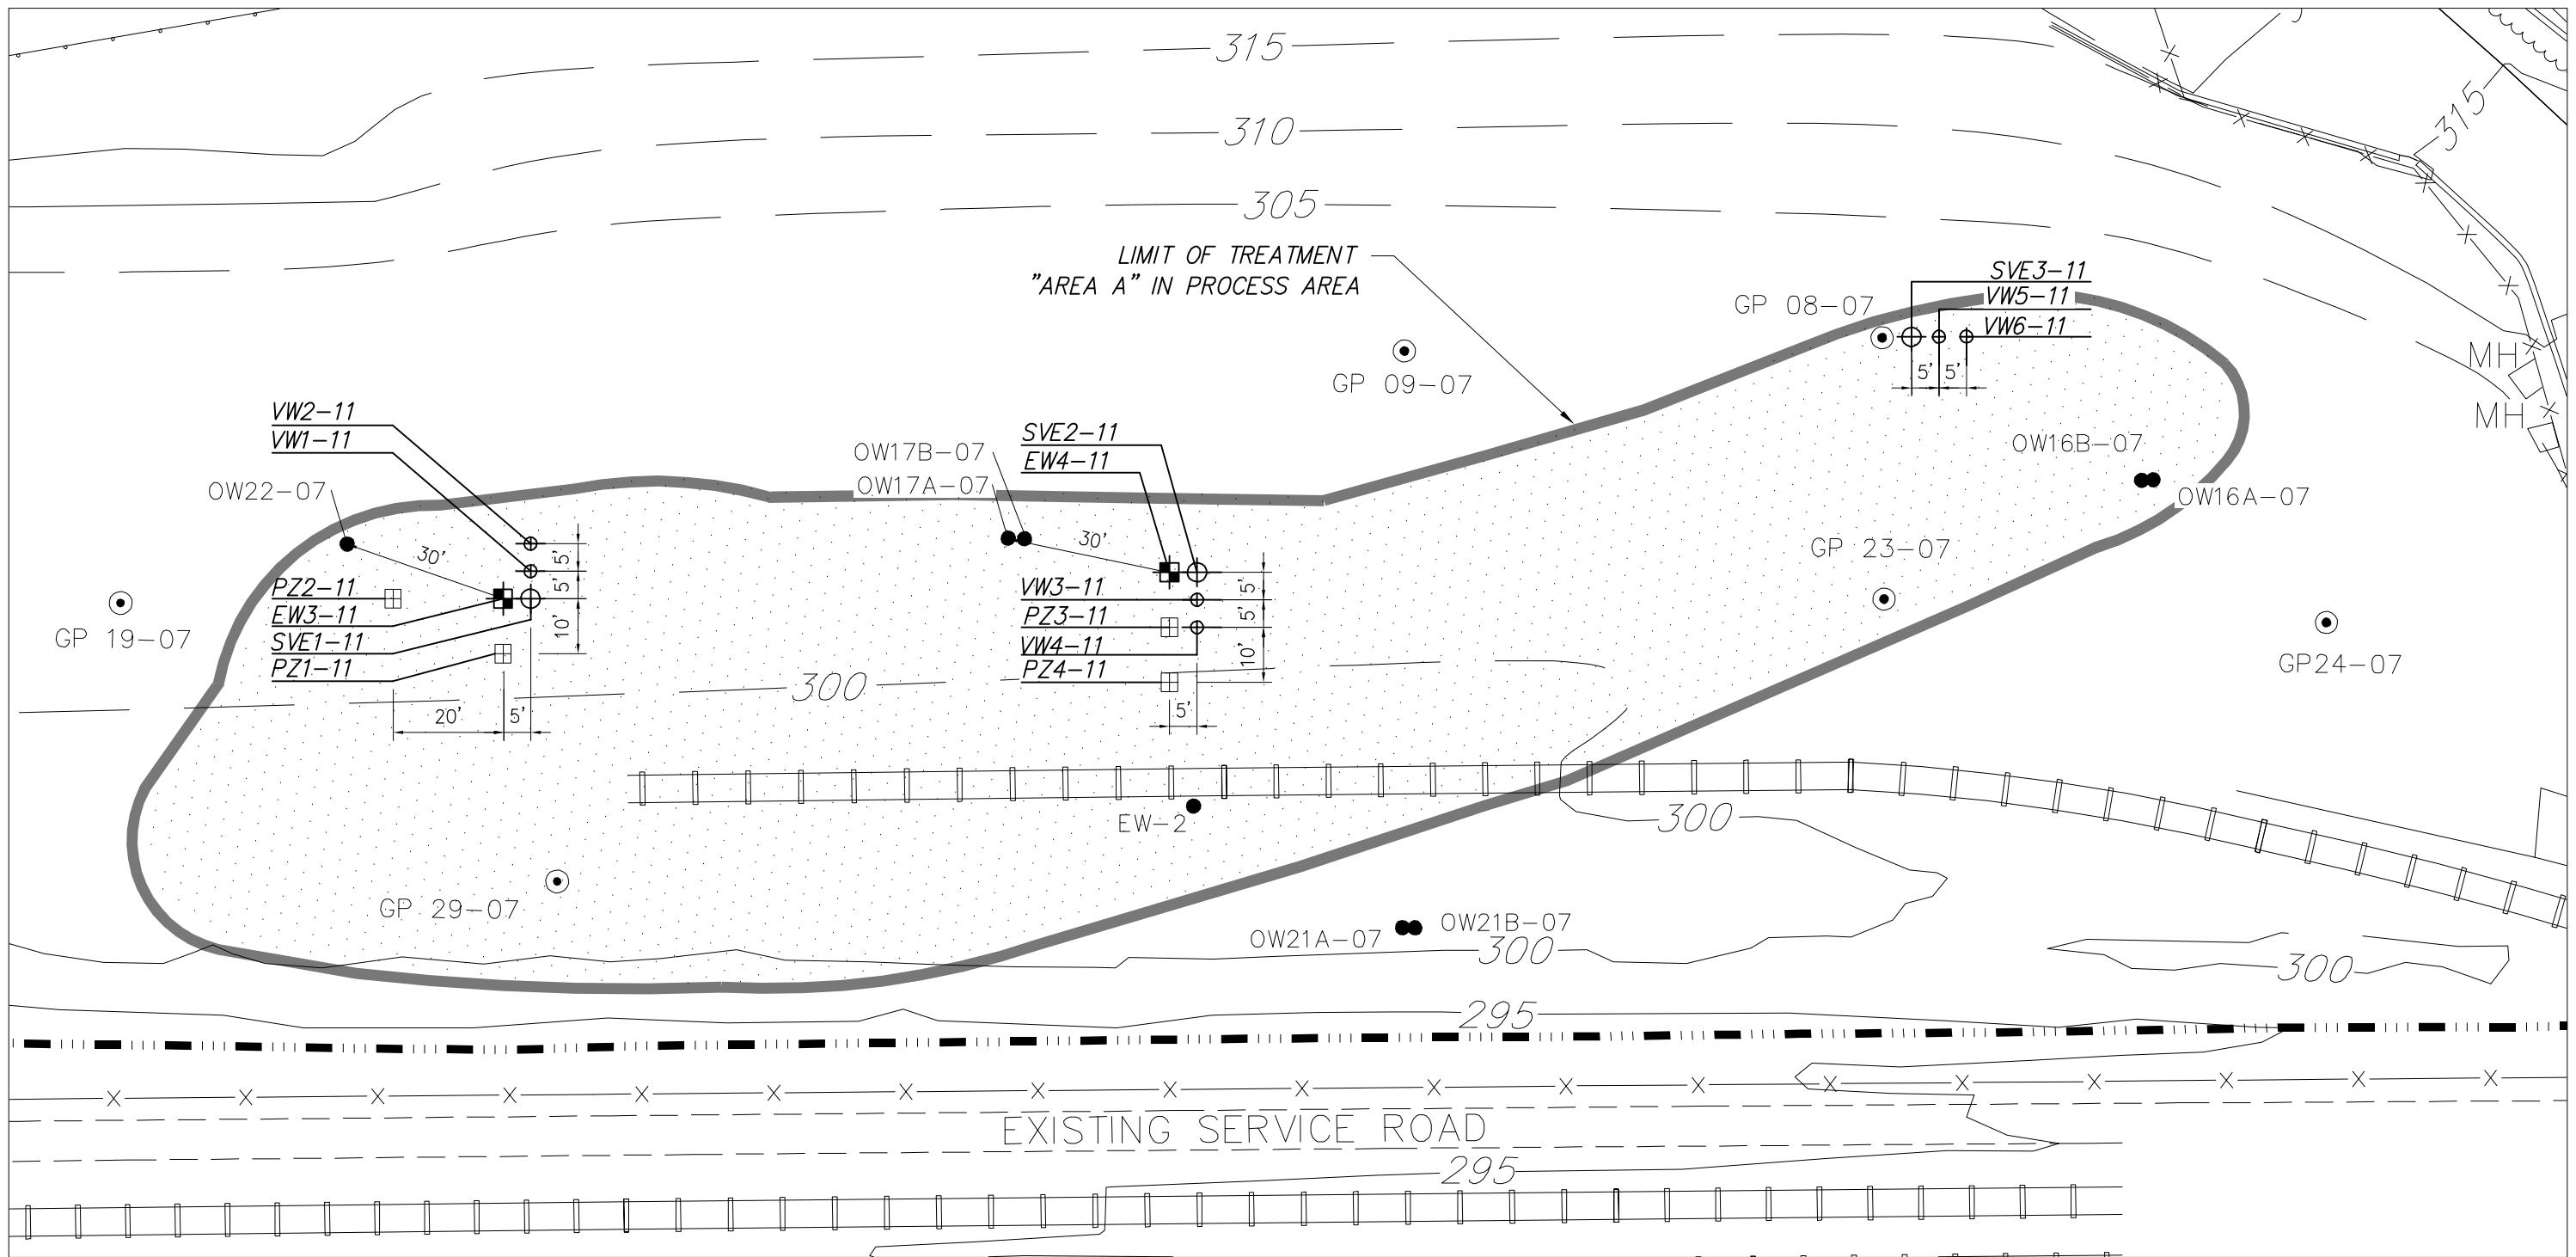 315
310
315
305
LIMIT OF TREATMENT
"AREA A" IN PROCESS AREA
SVE3-11
VW5-11
VW6-11
GP 08-07
5'
5'
MH
MH
GP 09-07
VW2-11
VW1-11
OW22-07
30'
5'
5'
10'
PZ2-11
EW3-11
SVE1-11
PZ1-11
20'
5'
GP 19-07
SVE2-11
EW4-11
OW17B-07
OW17A-07
30'
VW3-11
PZ3-11
VW4-11
PZ4-11
5'
5'
10'
5'
300
OW16B-07
OW16A-07
GP 23-07
GP24-07
EW-2
300
GP 29-07
OW21A-07
OW21B-07
300
300
295
X X X X X X X X X X X X X X X X X X X
EXISTING SERVICE ROAD
295